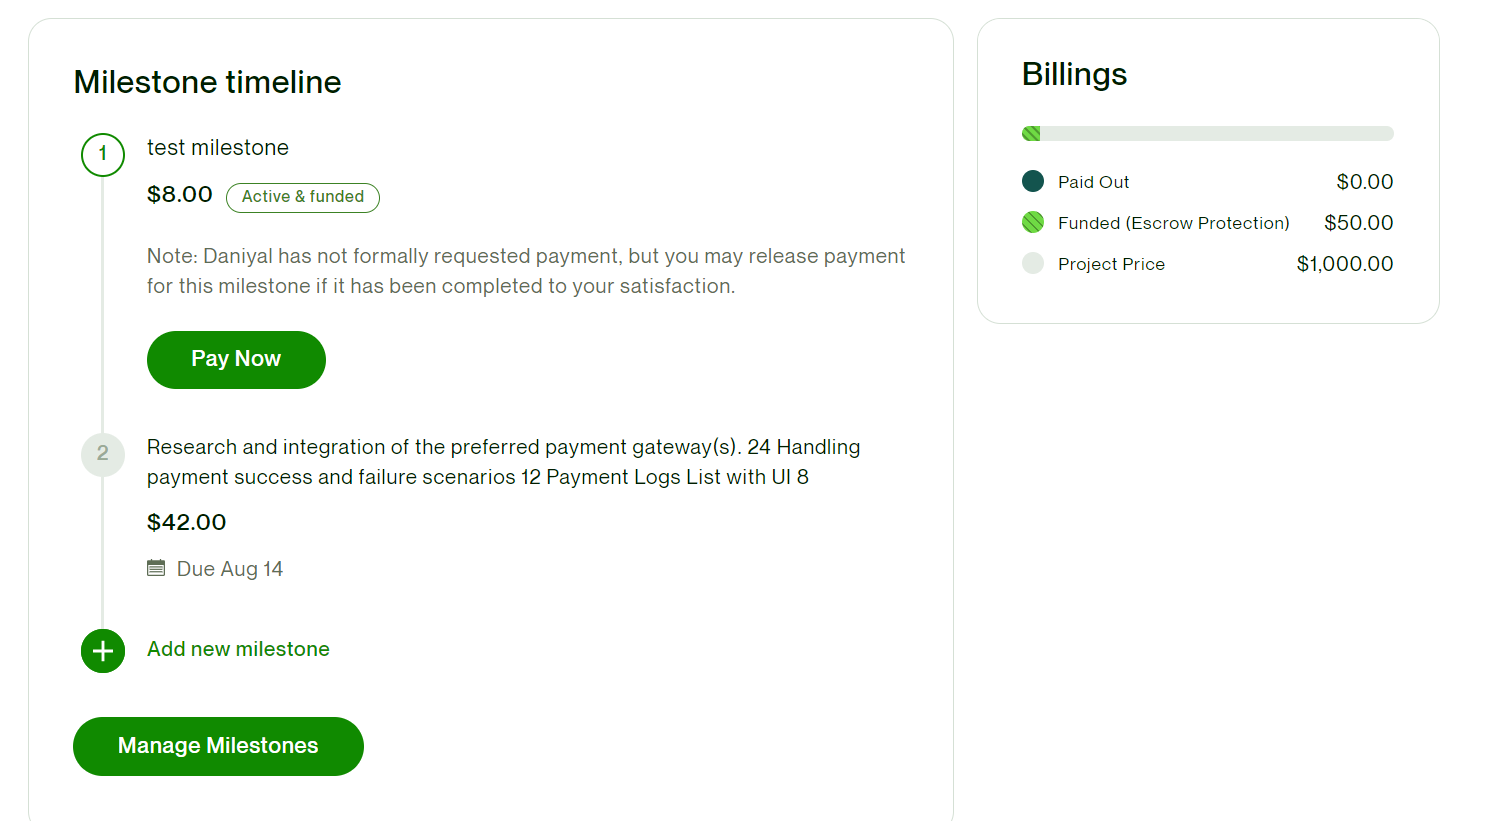 Milestone timeline
1
test milestone
$8.00
Active & funded
Note: Daniyal has not formally requested payment, but you may release payment
for this milestone if it has been completed to your satisfaction.
Pay Now
2
Research and integration of the preferred payment gateway(s). 24 Handling
payment success and failure scenarios 12 Payment Logs List with UI 8
$42.00
Due Aug 14
Add new milestone
Manage Milestones
Billings
Paid Out $0.00
Funded (Escrow Protection) $50.00
Project Price $1,000.00